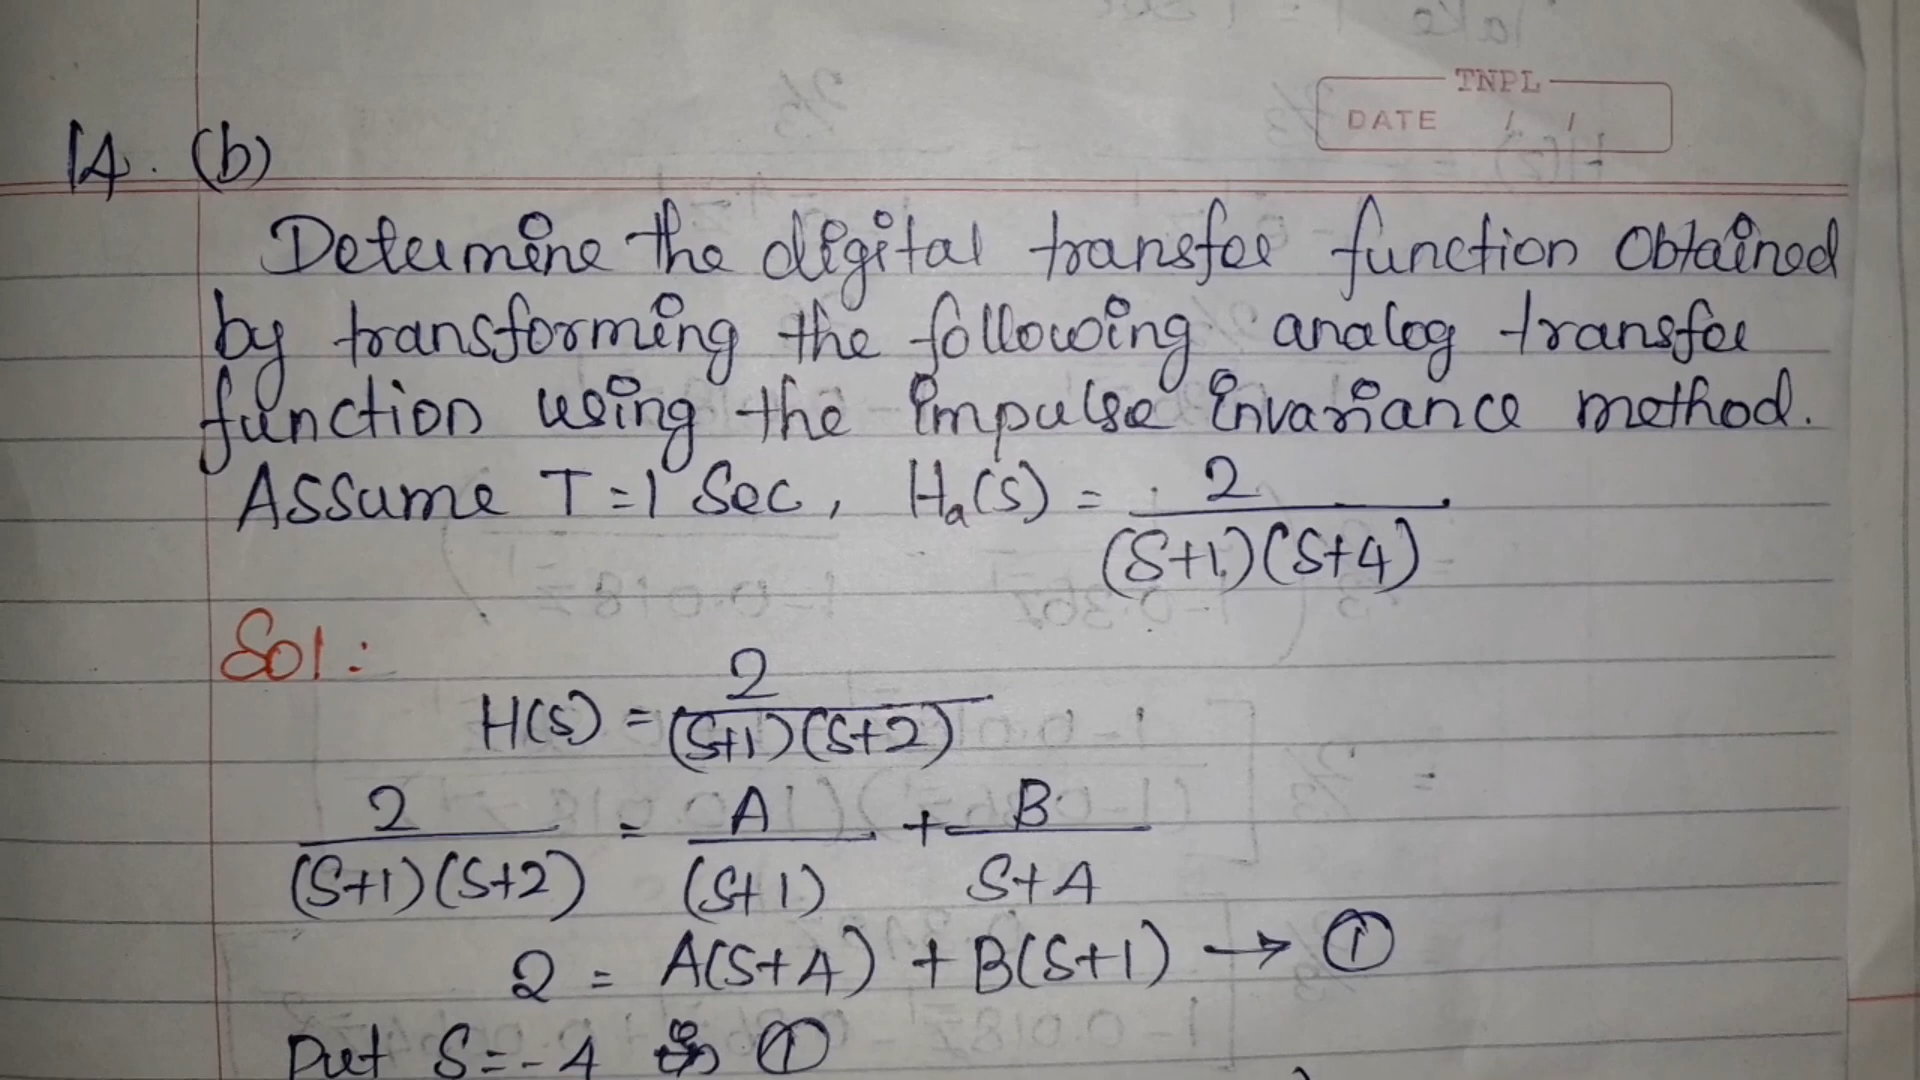 TNPL
DATE / /
14. (b)
Determine the digital transfer function obtained
by transforming the following analog transfer
function using the impulse invariance method.
Assume T=1 Sec, Ha(s) = 2
(S+1)(S+4)
Sol:
H(s) = 2
(S+1)(S+2)
2 = A + B
(S+1)(S+2) (S+1) S+4
2 = A(S+4) + B(S+1) → ①
Put S=-4 in ①